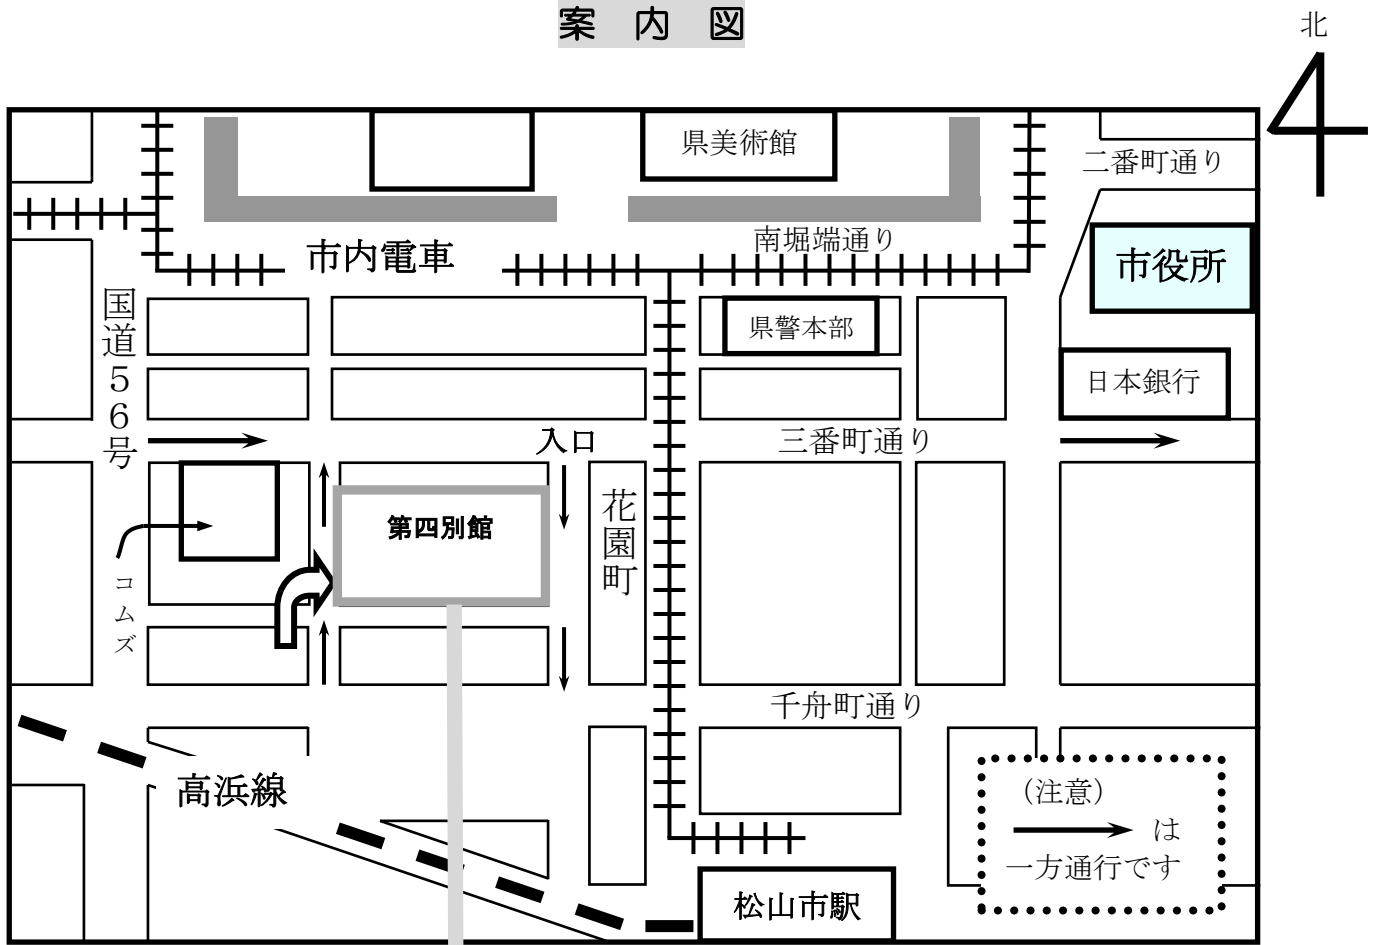 案内図
北
県美術館
二番町通り
南堀端通り
市内電車
市役所
国道５６号
県警本部
日本銀行
入口
三番町通り
第四別館
花園町
コムズ
千舟町通り
高浜線
（注意）
は
一方通行です
松山市駅